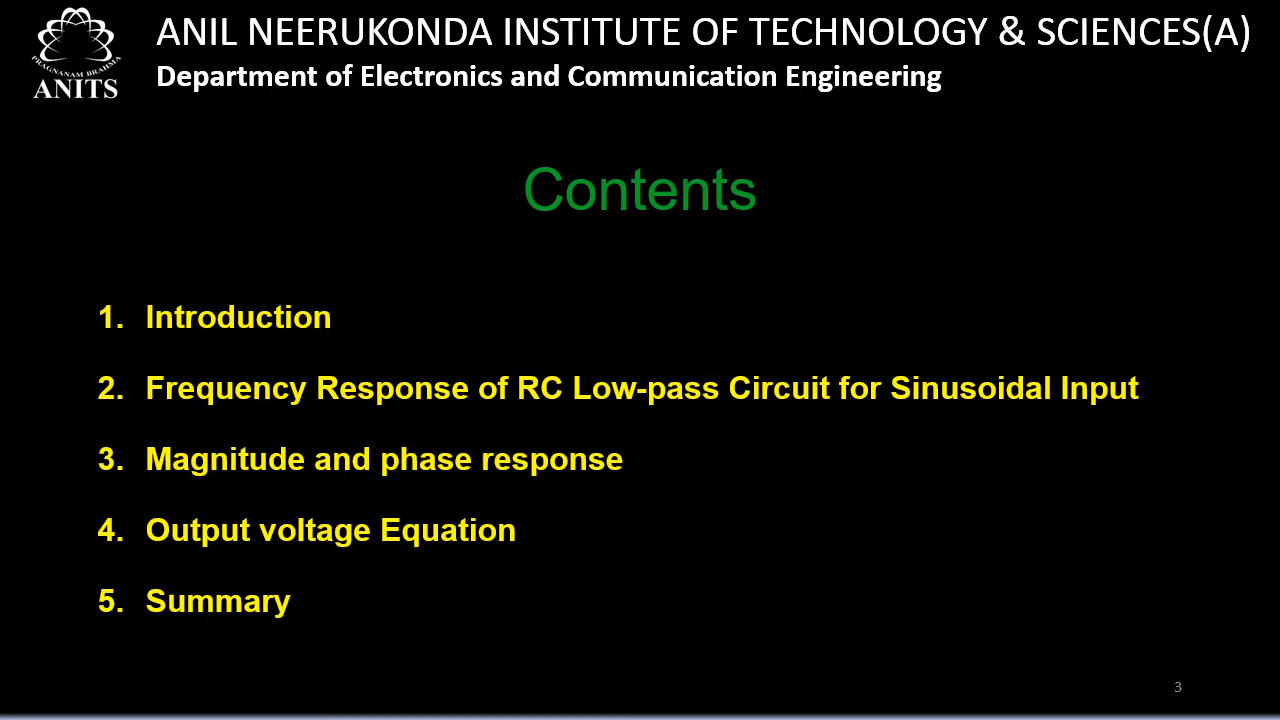 ANIL NEERUKONDA INSTITUTE OF TECHNOLOGY & SCIENCES(A)
Department of Electronics and Communication Engineering
PRAGNANAM BRAHMA
ANITS
Contents
1. Introduction
2. Frequency Response of RC Low-pass Circuit for Sinusoidal Input
3. Magnitude and phase response
4. Output voltage Equation
5. Summary
3